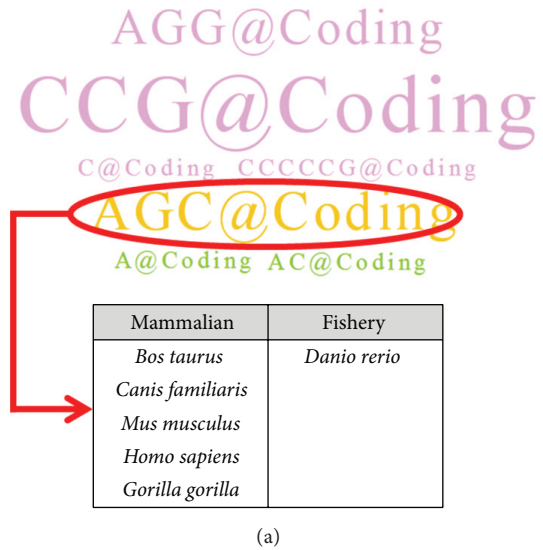 AGG@Coding
CCG@Coding
C@Coding CCCCCG@Coding
AGC@Coding
A@Coding AC@Coding
Mammalian Fishery
Bos taurus Danio rerio
Canis familiaris
Mus musculus
Homo sapiens
Gorilla gorilla
(a)